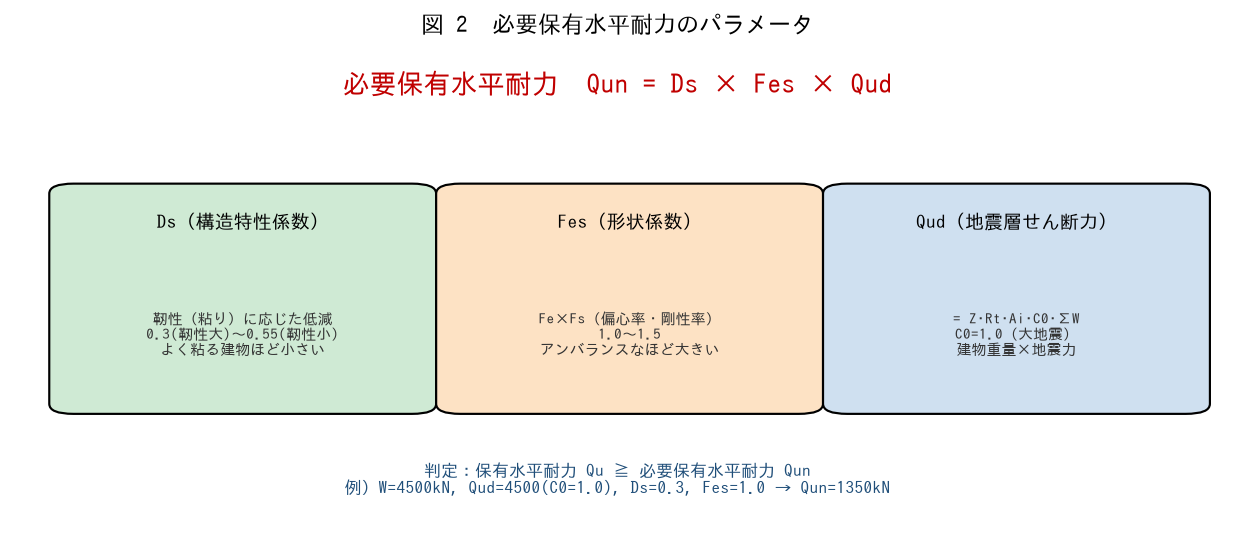 図 2　必要保有水平耐力のパラメータ
必要保有水平耐力　Qun = Ds × Fes × Qud
Ds（構造特性係数）
靭性（粘り）に応じた低減
0.3(靭性大)～0.55(靭性小)
よく粘る建物ほど小さい
Fes（形状係数）
Fe×Fs（偏心率・剛性率）
1.0～1.5
アンバランスなほど大きい
Qud（地震層せん断力）
= Z·Rt·Ai·C0·ΣW
C0=1.0（大地震）
建物重量×地震力
判定：保有水平耐力 Qu ≧ 必要保有水平耐力 Qun
例）W=4500kN, Qud=4500(C0=1.0), Ds=0.3, Fes=1.0 → Qun=1350kN